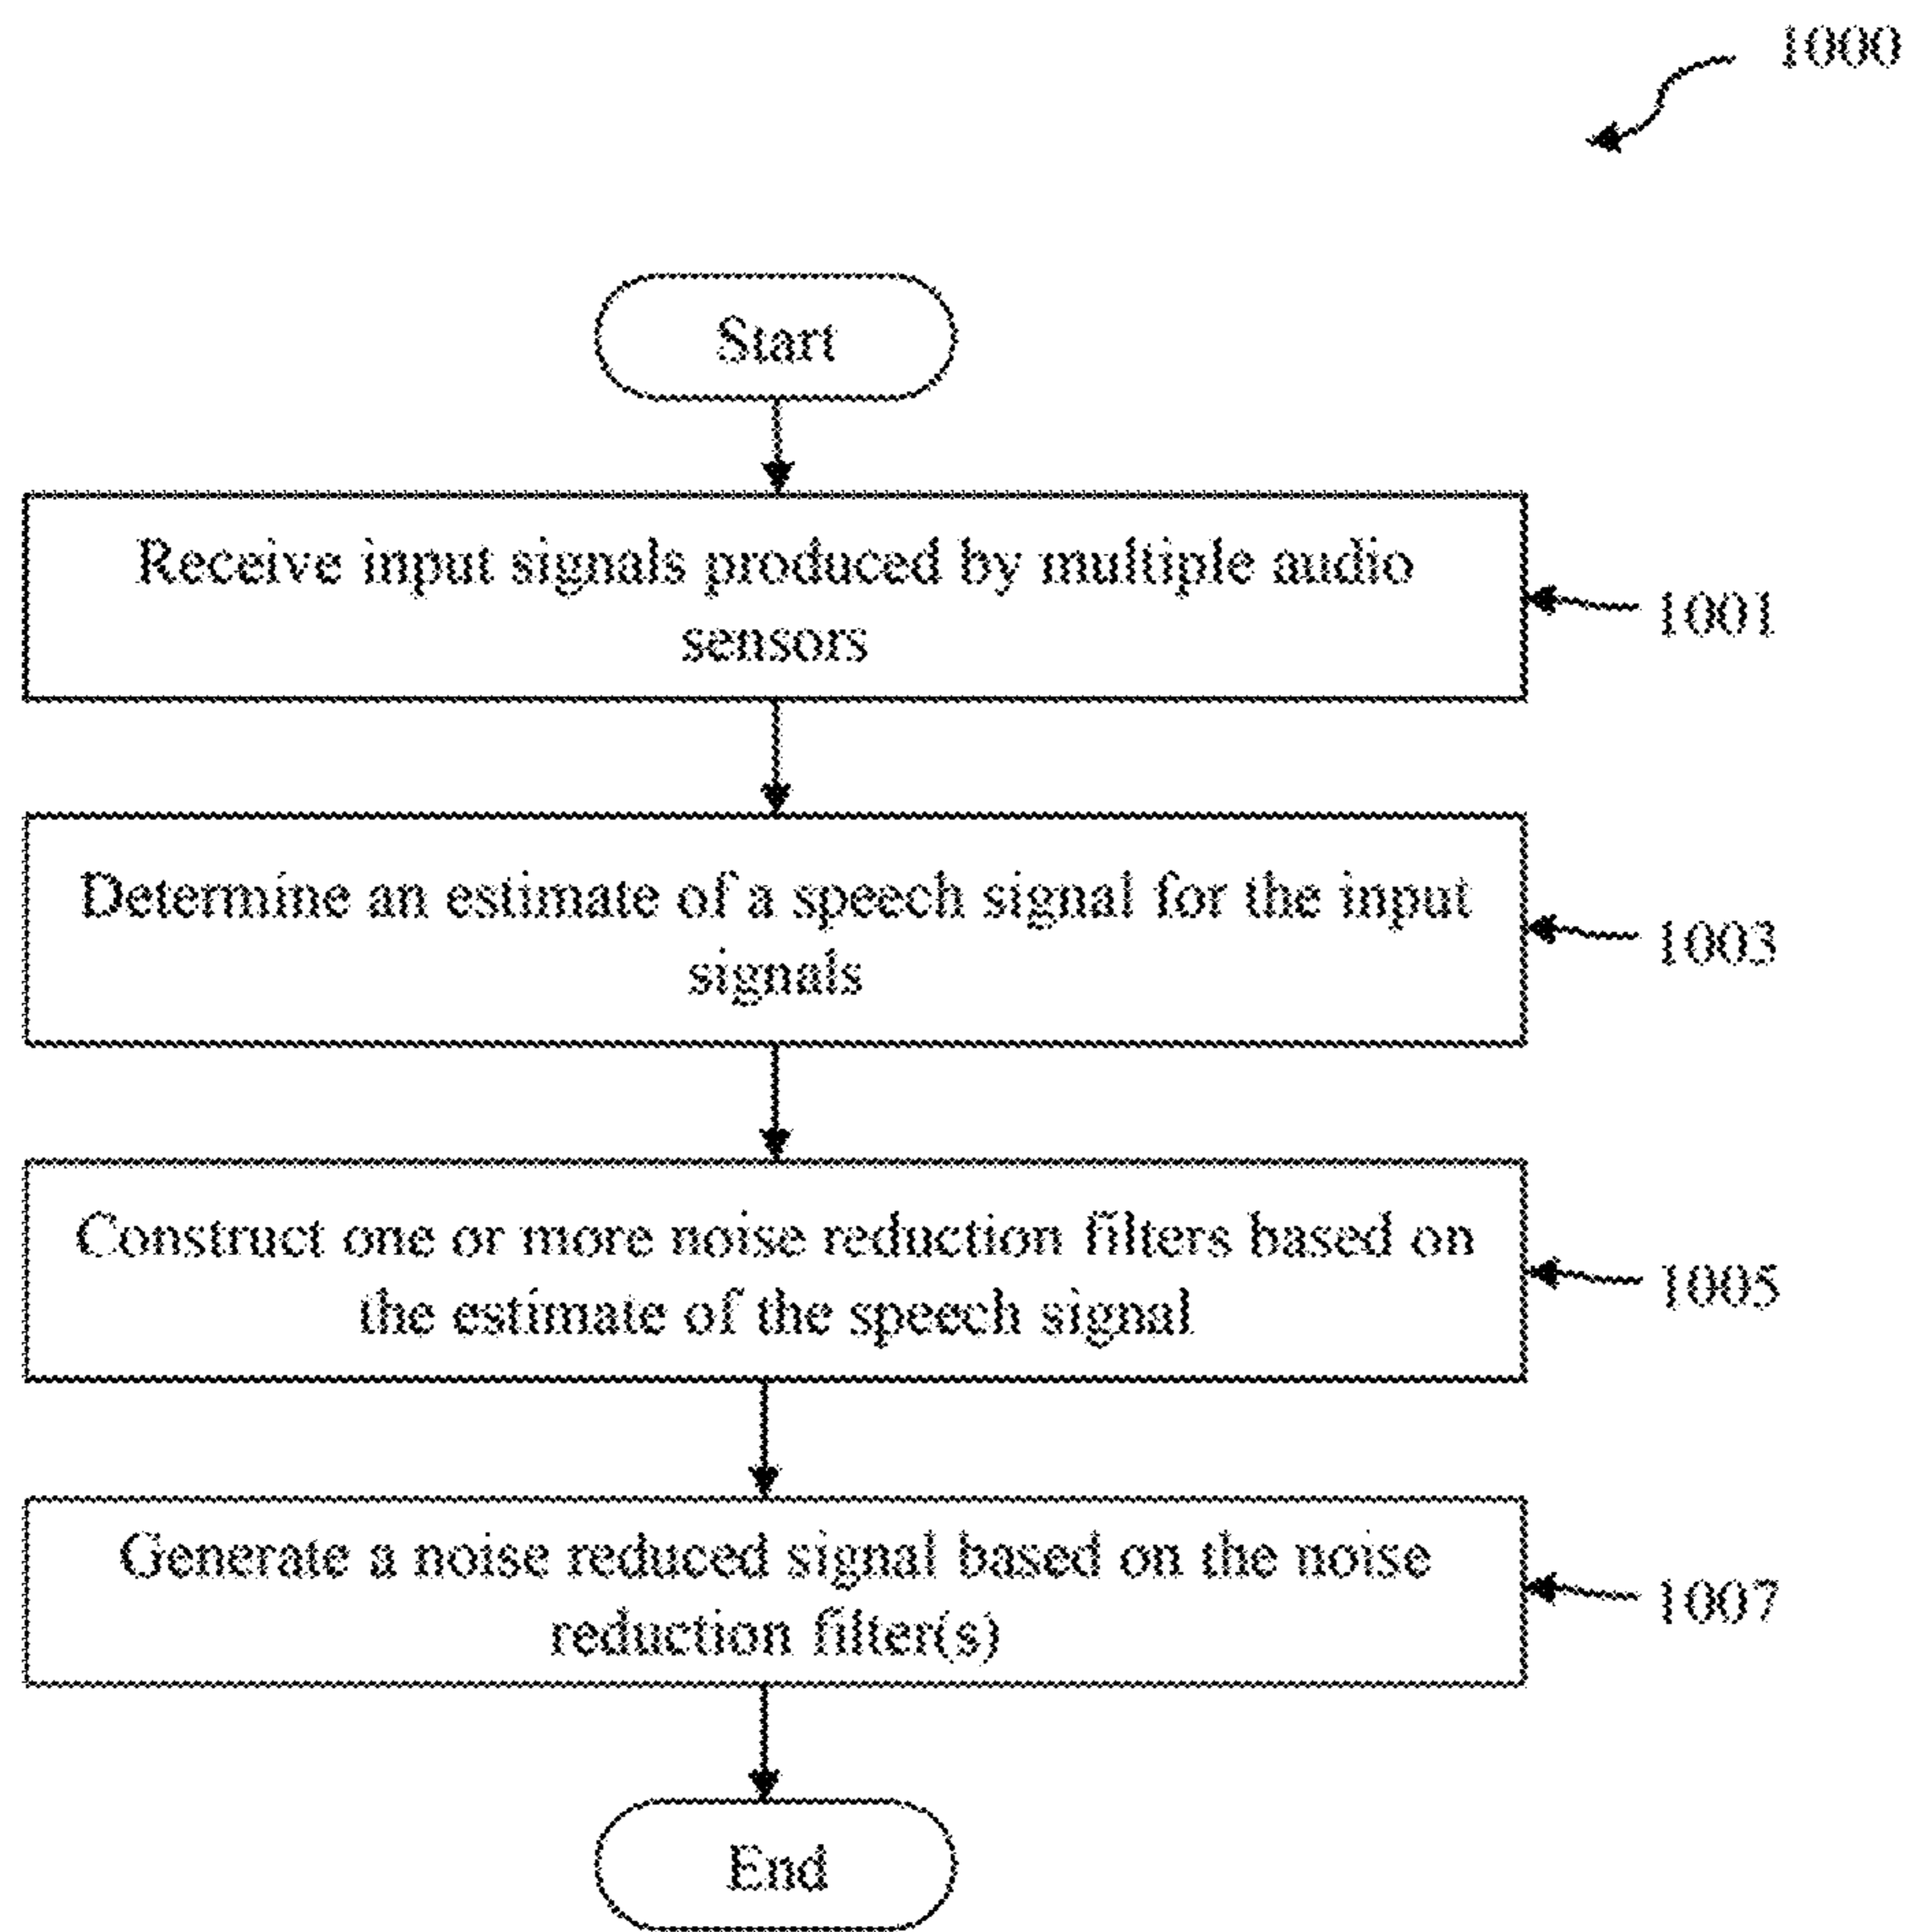 1000
Start
Receive input signals produced by multiple audio
sensors
1001
Determine an estimate of a speech signal for the input
signals
1003
Construct one or more noise reduction filters based on
the estimate of the speech signal
1005
Generate a noise reduced signal based on the noise
reduction filter(s)
1007
End